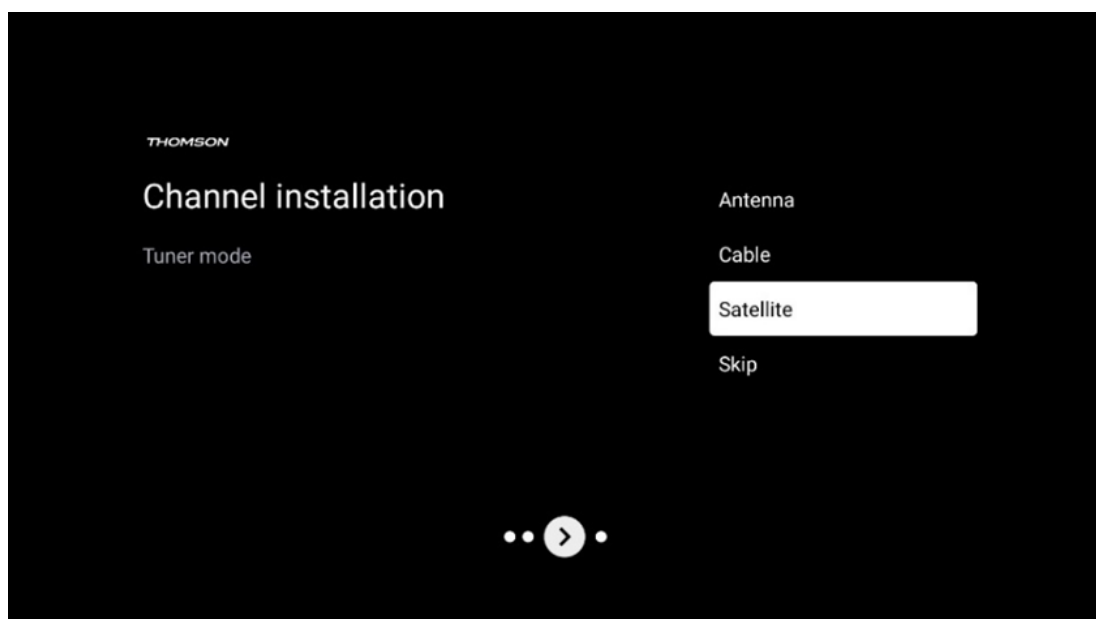 THOMSON
Channel installation
Tuner mode
Antenna
Cable
Satellite
Skip